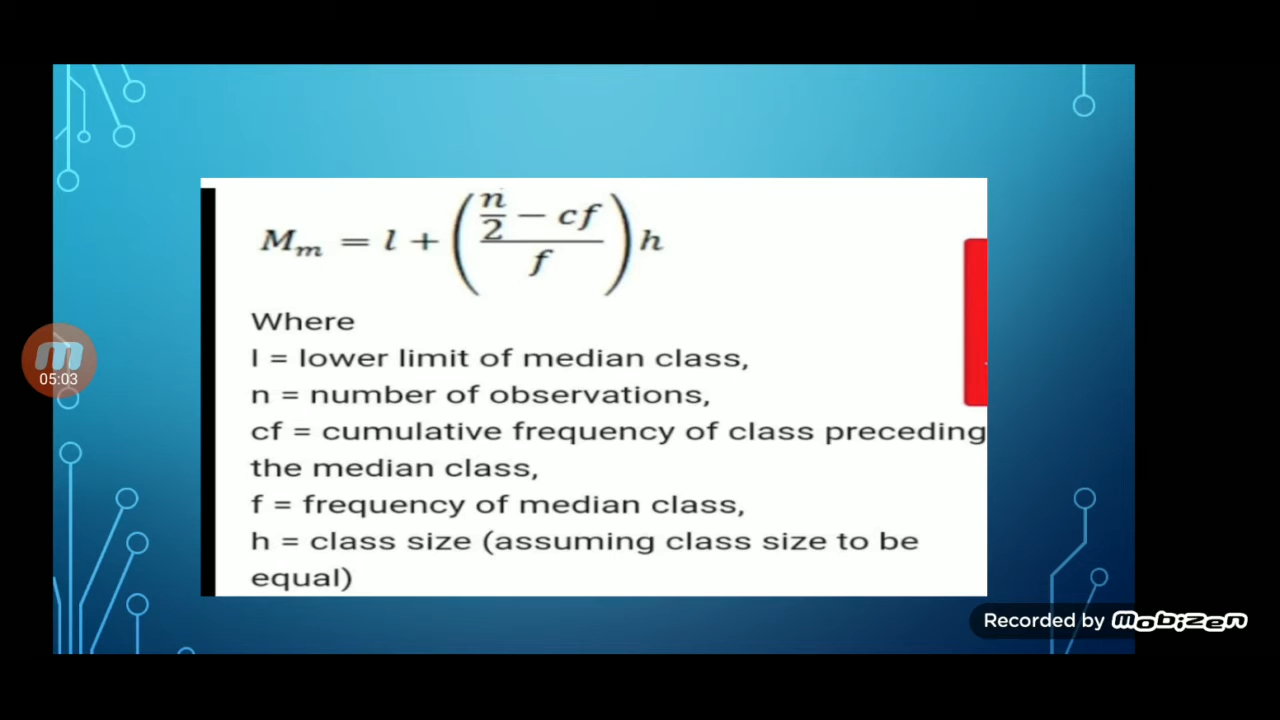 M_m = l + ( (n/2 − cf) / f ) h
Where
l = lower limit of median class,
n = number of observations,
cf = cumulative frequency of class preceding
the median class,
f = frequency of median class,
h = class size (assuming class size to be
equal)
05:03
Recorded by mobizen